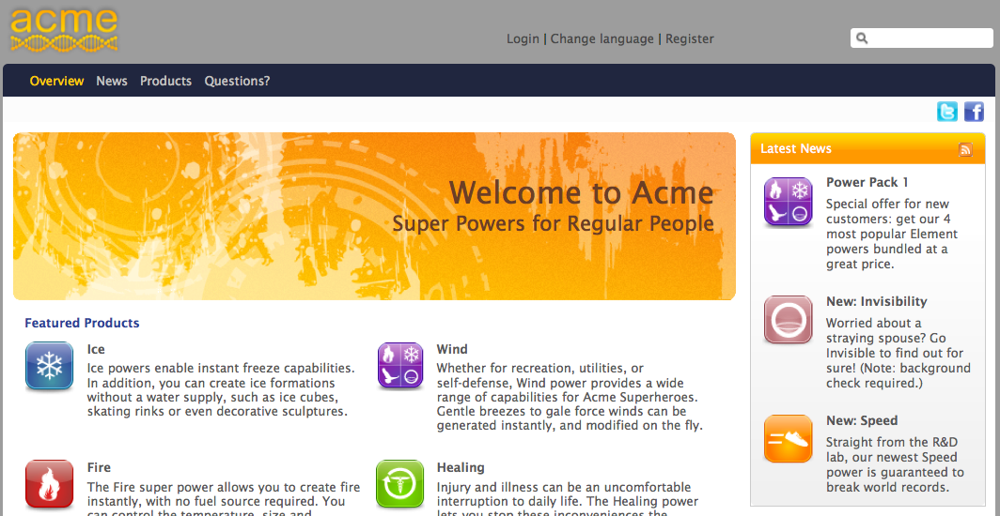 acme
Login | Change language | Register
Overview News Products Questions?
Welcome to Acme
Super Powers for Regular People
Featured Products
Ice
Ice powers enable instant freeze capabilities.
In addition, you can create ice formations
without a water supply, such as ice cubes,
skating rinks or even decorative sculptures.
Wind
Whether for recreation, utilities, or
self-defense, Wind power provides a wide
range of capabilities for Acme Superheroes.
Gentle breezes to gale force winds can be
generated instantly, and modified on the fly.
Fire
The Fire super power allows you to create fire
instantly, with no fuel source required. You
can control the temperature, size and
Healing
Injury and illness can be an uncomfortable
interruption to daily life. The Healing power
lets you stop these inconveniences the
Latest News
Power Pack 1
Special offer for new
customers: get our 4
most popular Element
powers bundled at a
great price.
New: Invisibility
Worried about a
straying spouse? Go
Invisible to find out for
sure! (Note: background
check required.)
New: Speed
Straight from the R&D
lab, our newest Speed
power is guaranteed to
break world records.